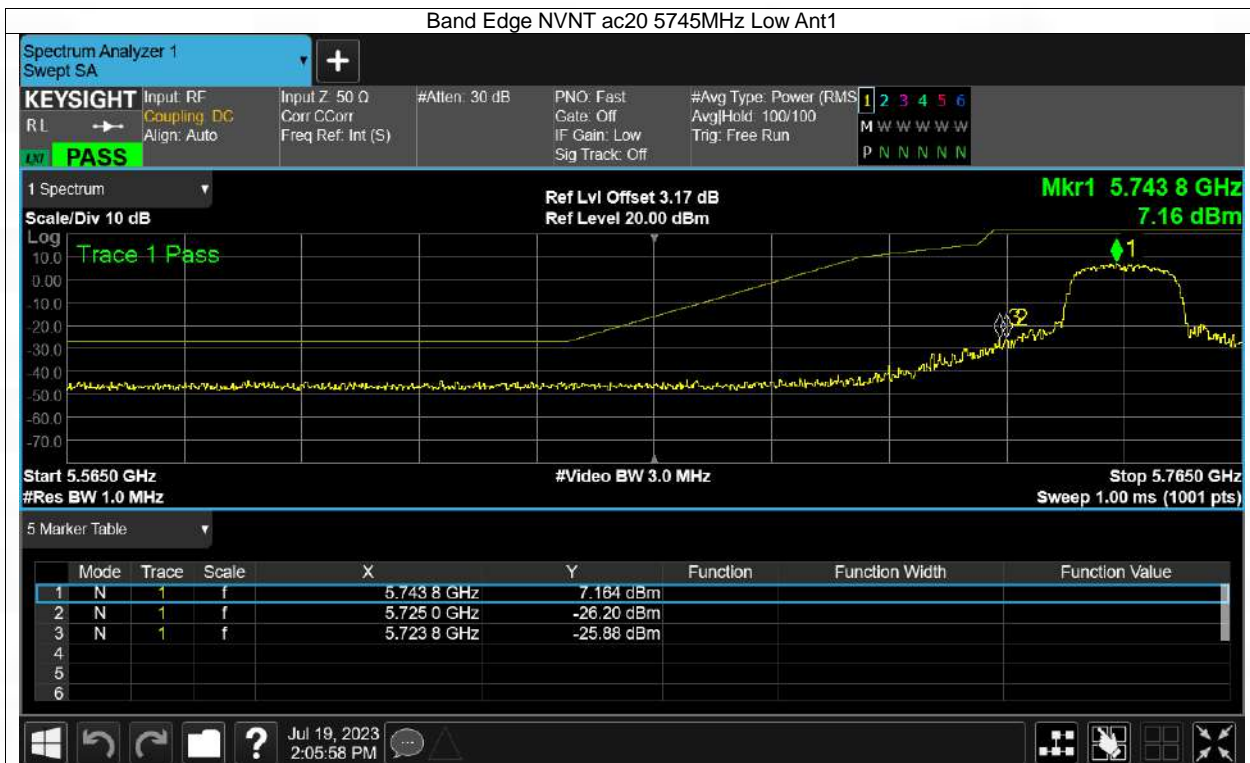 Band Edge NVNT ac20 5745MHz Low Ant1
Spectrum Analyzer 1
Swept SA
+
KEYSIGHT Input: RF Input Z: 50 Ω #Atten: 30 dB PNO: Fast #Avg Type: Power (RMS 1 2 3 4 5 6
RL Coupling: DC Corr CCorr Gate: Off Avg|Hold: 100/100 M W W W W W
Align: Auto Freq Ref: Int (S) IF Gain: Low Trig: Free Run P N N N N N
LXI PASS Sig Track: Off
1 Spectrum Ref Lvl Offset 3.17 dB Mkr1 5.743 8 GHz
Scale/Div 10 dB Ref Level 20.00 dBm 7.16 dBm
Log
Trace 1 Pass
10.0
0.00
-10.0
-20.0
-30.0
-40.0
-50.0
-60.0
-70.0
1
3 2
Start 5.5650 GHz #Video BW 3.0 MHz Stop 5.7650 GHz
#Res BW 1.0 MHz Sweep 1.00 ms (1001 pts)
5 Marker Table
Mode Trace Scale X Y Function Function Width Function Value
1 N 1 f 5.743 8 GHz 7.164 dBm
2 N 1 f 5.725 0 GHz -26.20 dBm
3 N 1 f 5.723 8 GHz -25.88 dBm
4
5
6
? Jul 19, 2023
2:05:58 PM